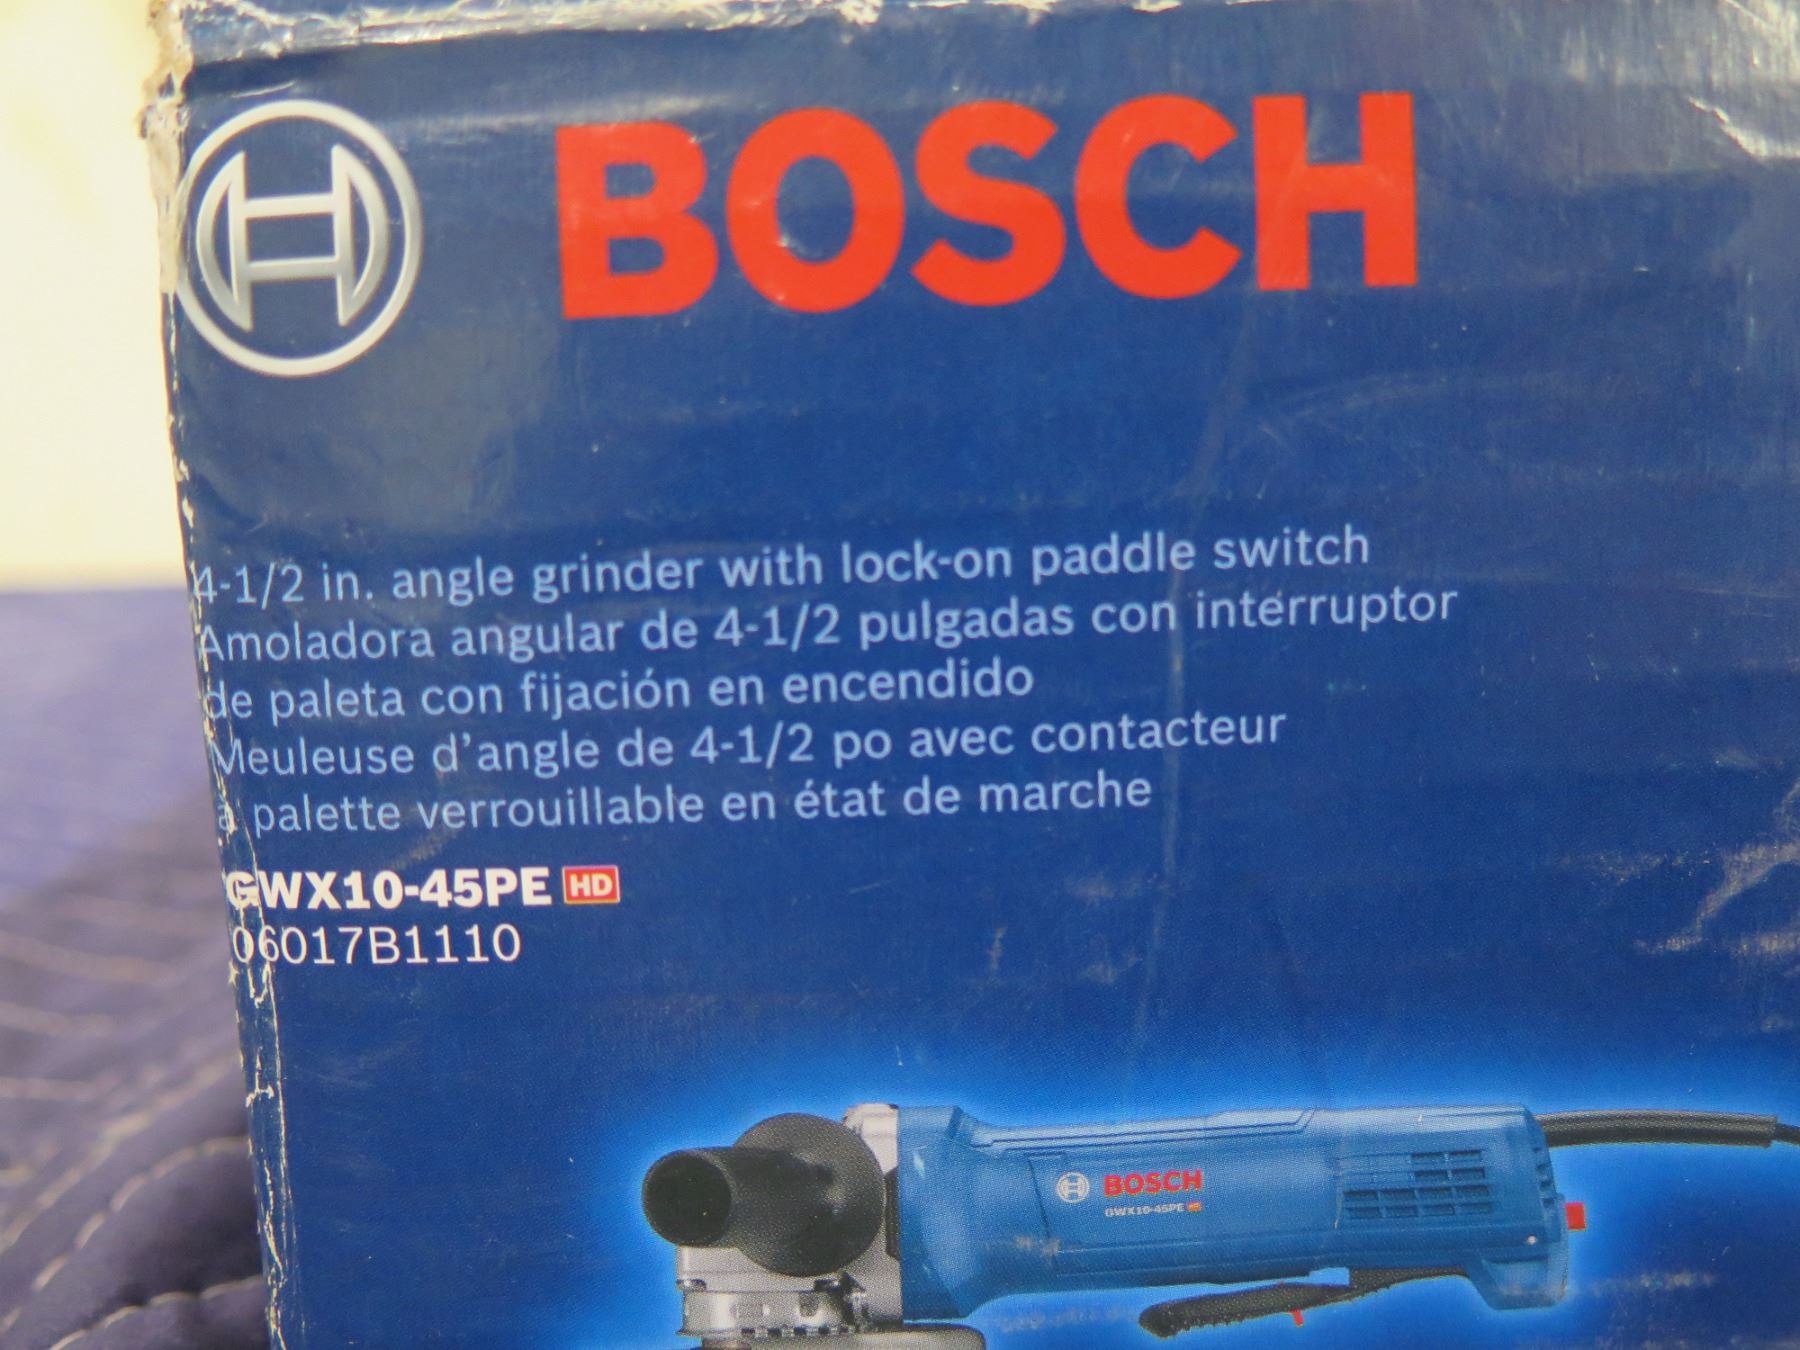 BOSCH
4-1/2 in. angle grinder with lock-on paddle switch
Amoladora angular de 4-1/2 pulgadas con interruptor
de paleta con fijación en encendido
Meuleuse d'angle de 4-1/2 po avec contacteur
à palette verrouillable en état de marche
GWX10-45PE HD
06017B1110
BOSCH
GWX10-45PE HD